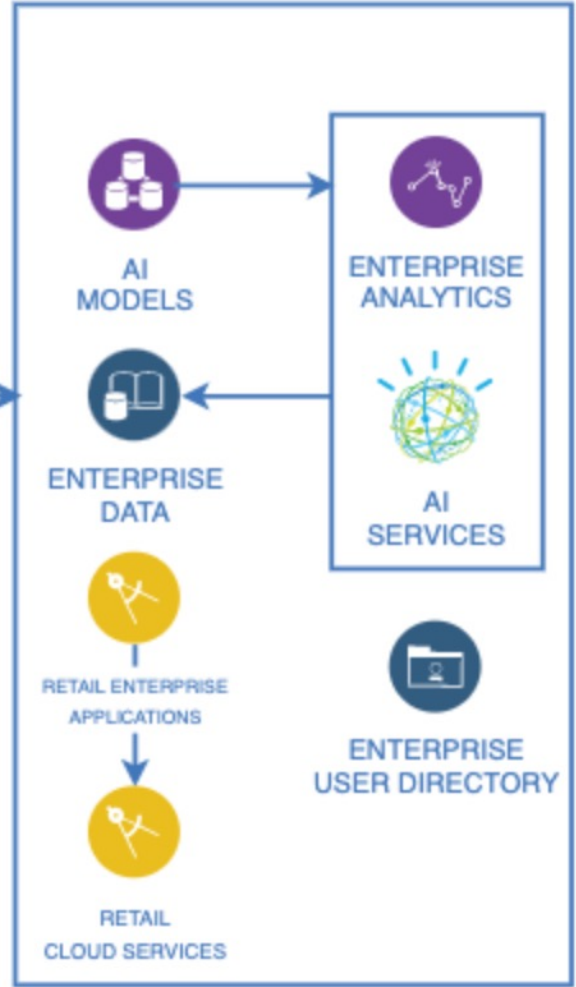 AI
MODELS
ENTERPRISE
ANALYTICS
ENTERPRISE
DATA
AI
SERVICES
RETAIL ENTERPRISE
APPLICATIONS
ENTERPRISE
USER DIRECTORY
RETAIL
CLOUD SERVICES